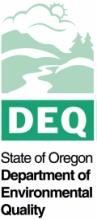 DEQ
State of Oregon
Department of
Environmental
Quality